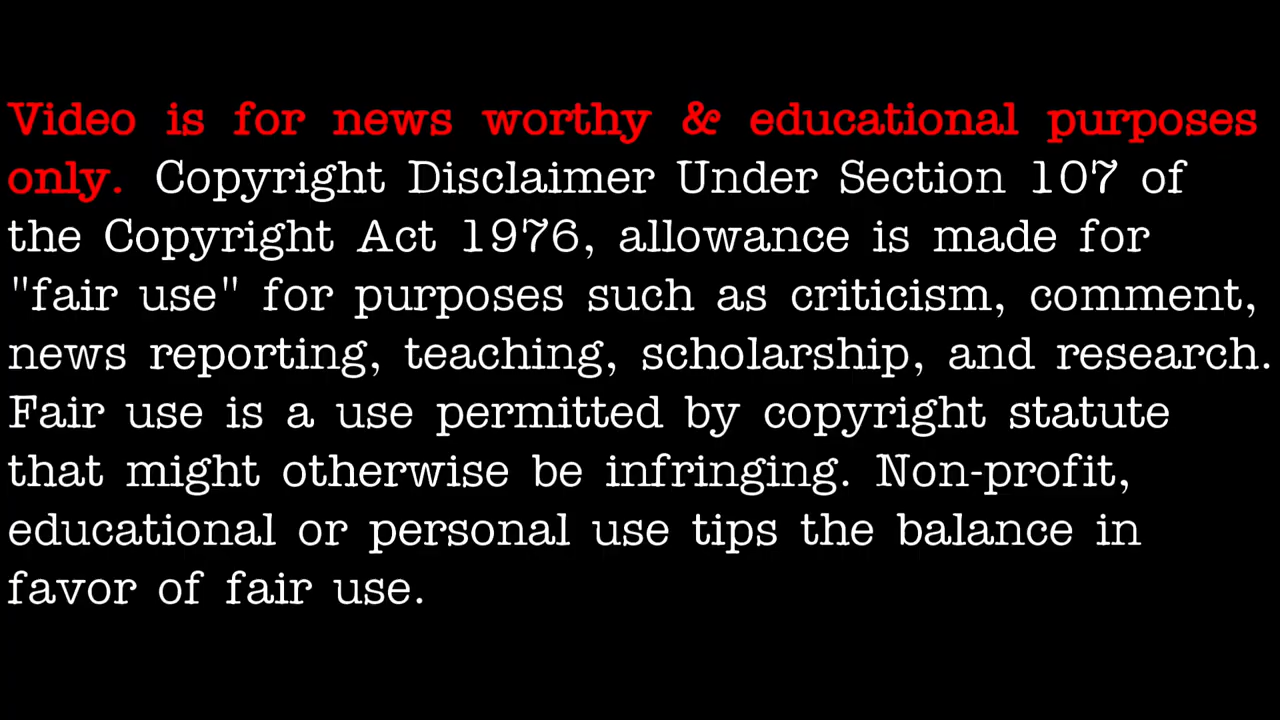 Video is for news worthy & educational purposes
only. Copyright Disclaimer Under Section 107 of
the Copyright Act 1976, allowance is made for
"fair use" for purposes such as criticism, comment,
news reporting, teaching, scholarship, and research.
Fair use is a use permitted by copyright statute
that might otherwise be infringing. Non-profit,
educational or personal use tips the balance in
favor of fair use.